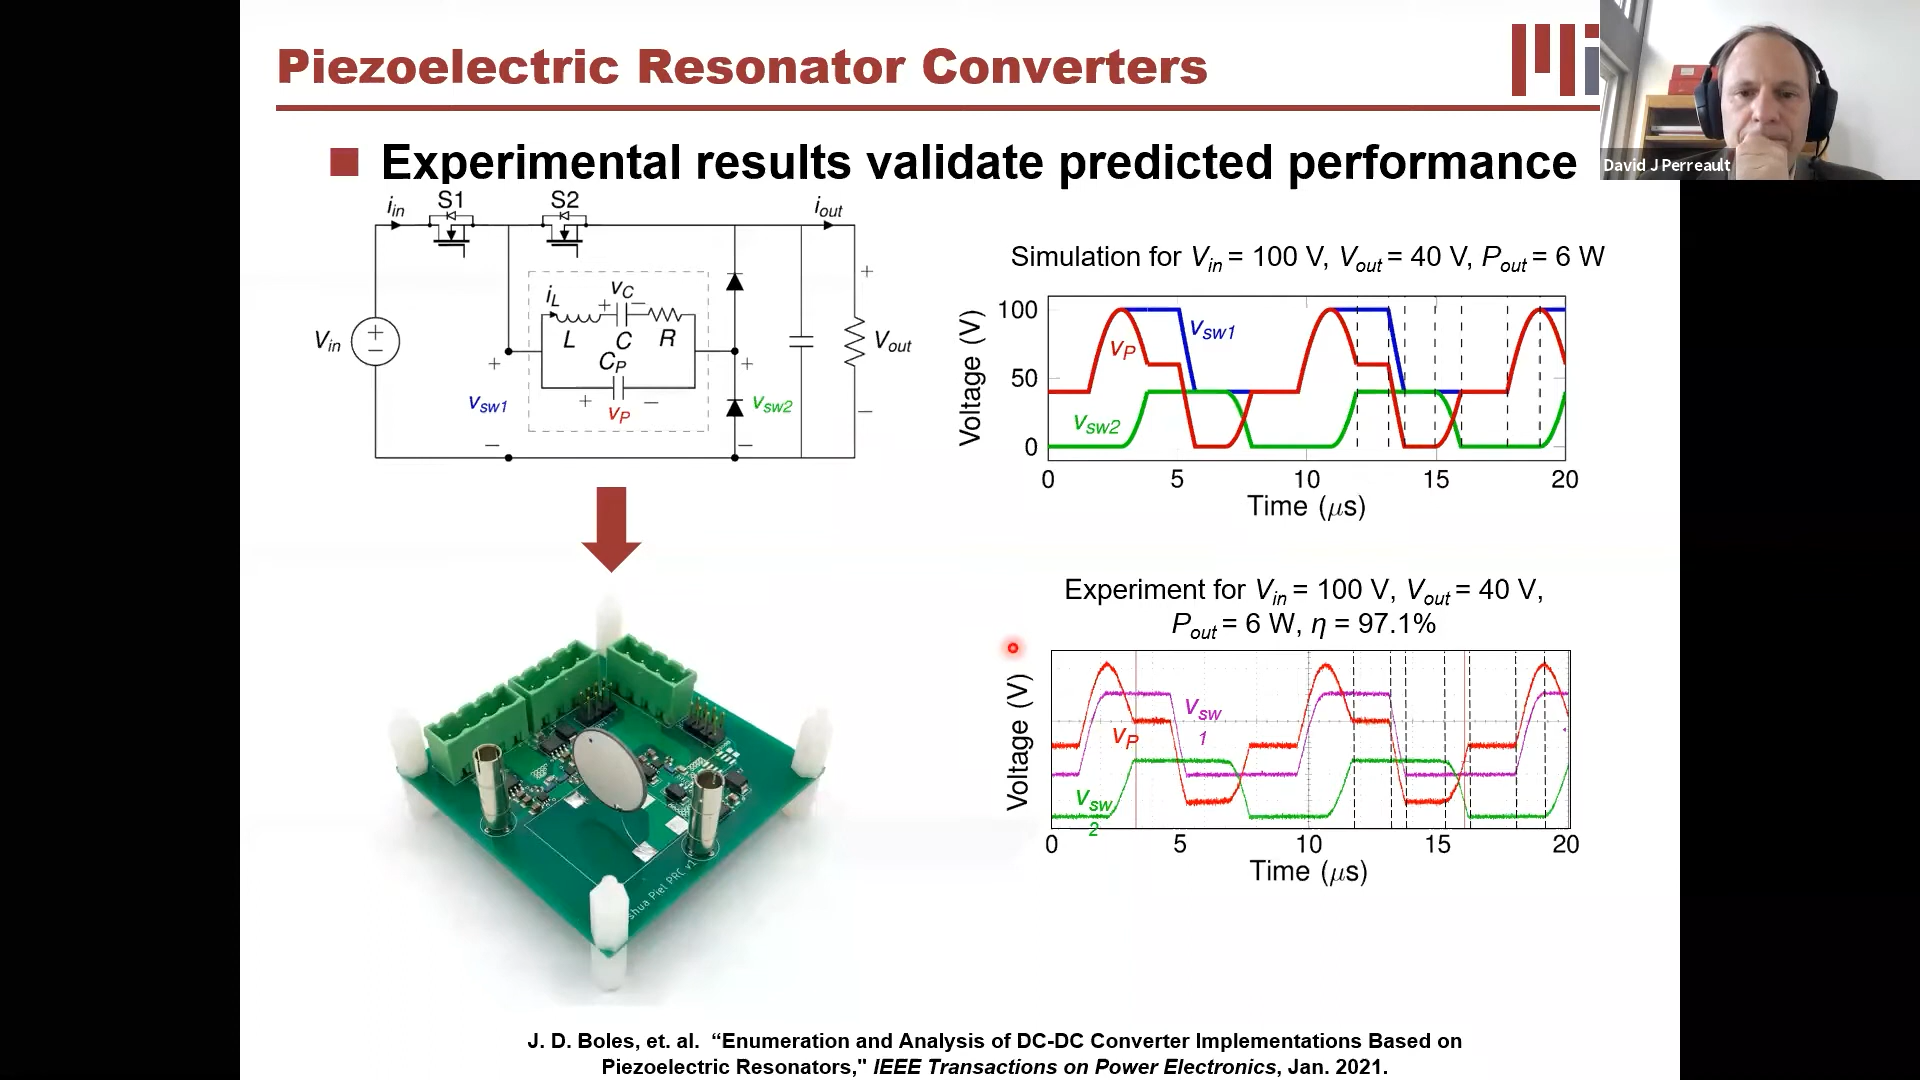 Piezoelectric Resonator Converters
David J Perreault
Experimental results validate predicted performance
iin S1 S2 iout
iL vC
+ −
L C R
CP
+ −
vP
Vin
+
−
+
vsw1
−
+
vsw2
−
+
Vout
−
Simulation for Vin = 100 V, Vout = 40 V, Pout = 6 W
Voltage (V)
100
50
0
vsw1
vP
vsw2
0 5 10 15 20
Time (μs)
Experiment for Vin = 100 V, Vout = 40 V,
Pout = 6 W, η = 97.1%
Voltage (V)
vsw
1
vP
vsw
2
0 5 10 15 20
Time (μs)
Piel PRC v1
J. D. Boles, et. al. “Enumeration and Analysis of DC-DC Converter Implementations Based on
Piezoelectric Resonators," IEEE Transactions on Power Electronics, Jan. 2021.